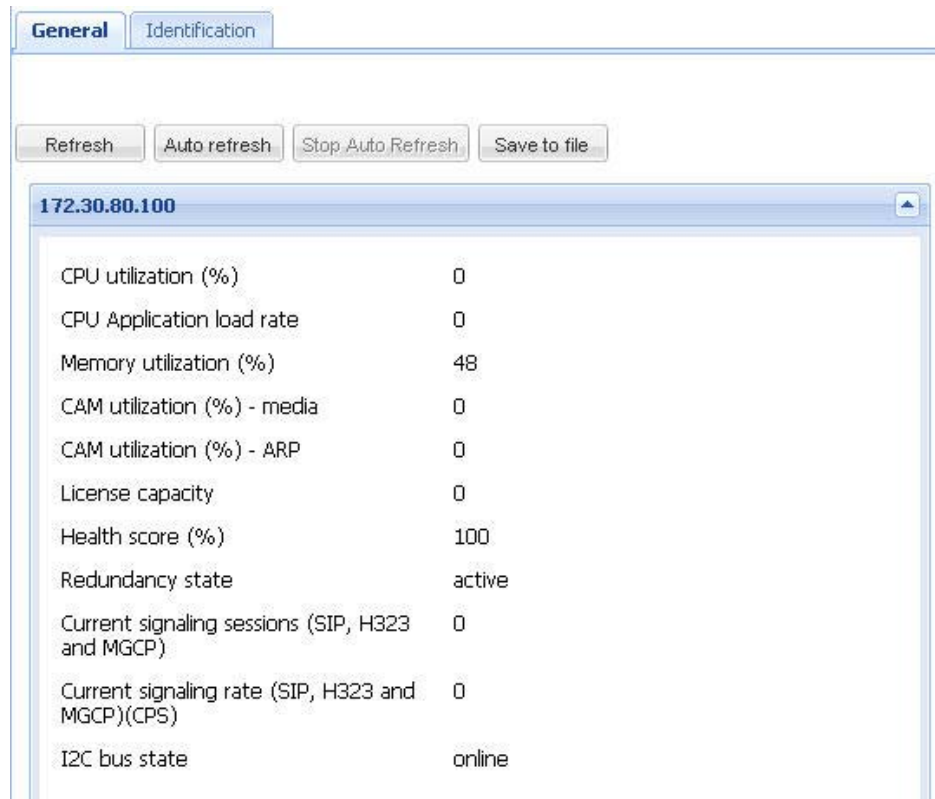 General Identification
Refresh Auto refresh Stop Auto Refresh Save to file
172.30.80.100
CPU utilization (%) 0
CPU Application load rate 0
Memory utilization (%) 48
CAM utilization (%) - media 0
CAM utilization (%) - ARP 0
License capacity 0
Health score (%) 100
Redundancy state active
Current signaling sessions (SIP, H323 0
and MGCP)
Current signaling rate (SIP, H323 and 0
MGCP)(CPS)
I2C bus state online